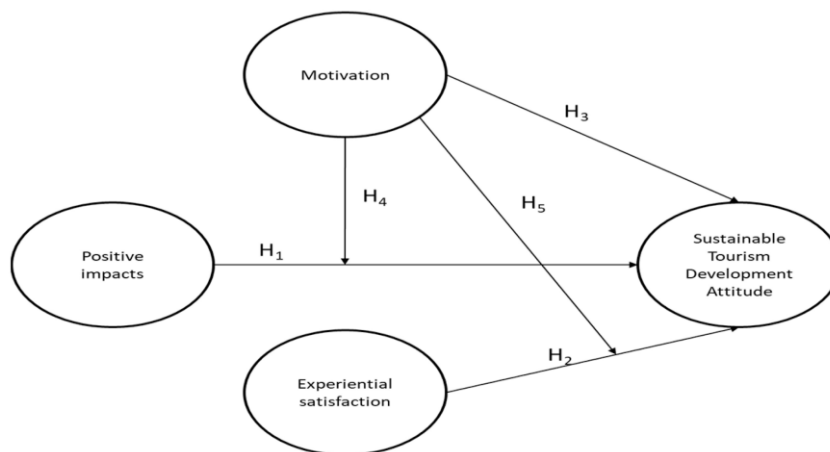 Motivation
H₃
H₄
H₅
Positive
impacts
H₁
Sustainable
Tourism
Development
Attitude
H₂
Experiential
satisfaction